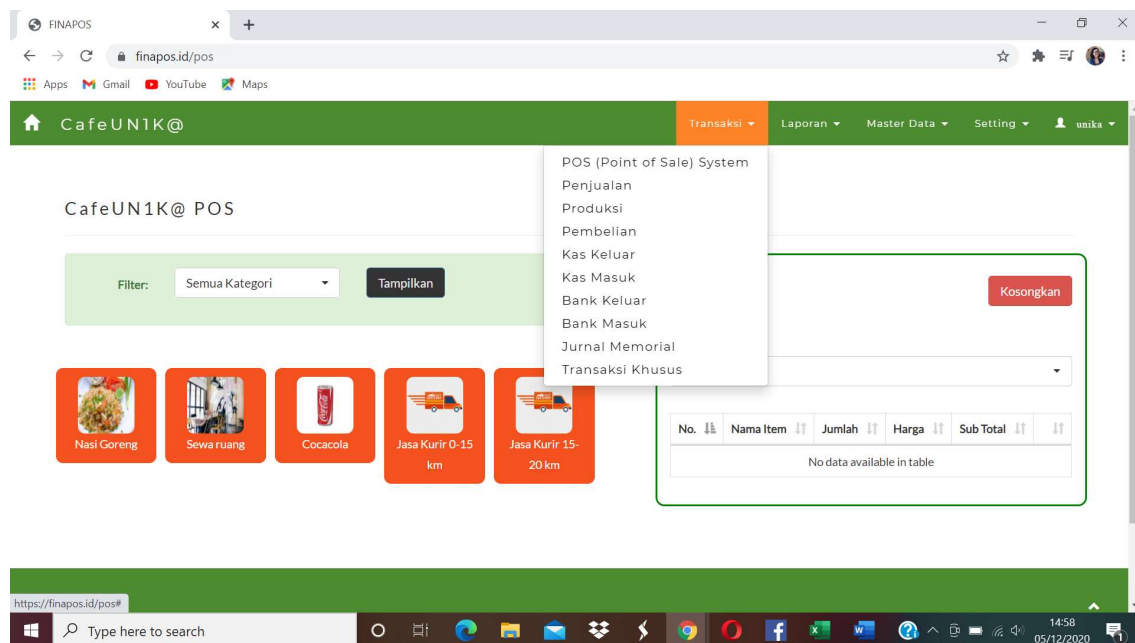 FINAPOS
finapos.id/pos
Apps Gmail YouTube Maps
CafeUN1K@ Transaksi Laporan Master Data Setting unika
POS (Point of Sale) System
Penjualan
Produksi
Pembelian
Kas Keluar
Kas Masuk
Bank Keluar
Bank Masuk
Jurnal Memorial
Transaksi Khusus
CafeUN1K@ POS
Filter: Semua Kategori Tampilkan
Kosongkan
Nasi Goreng
Sewa ruang
Cocacola
Jasa Kurir 0-15
km
Jasa Kurir 15-
20 km
No. Nama Item Jumlah Harga Sub Total
No data available in table
https://finapos.id/pos#
Type here to search
14:58
05/12/2020